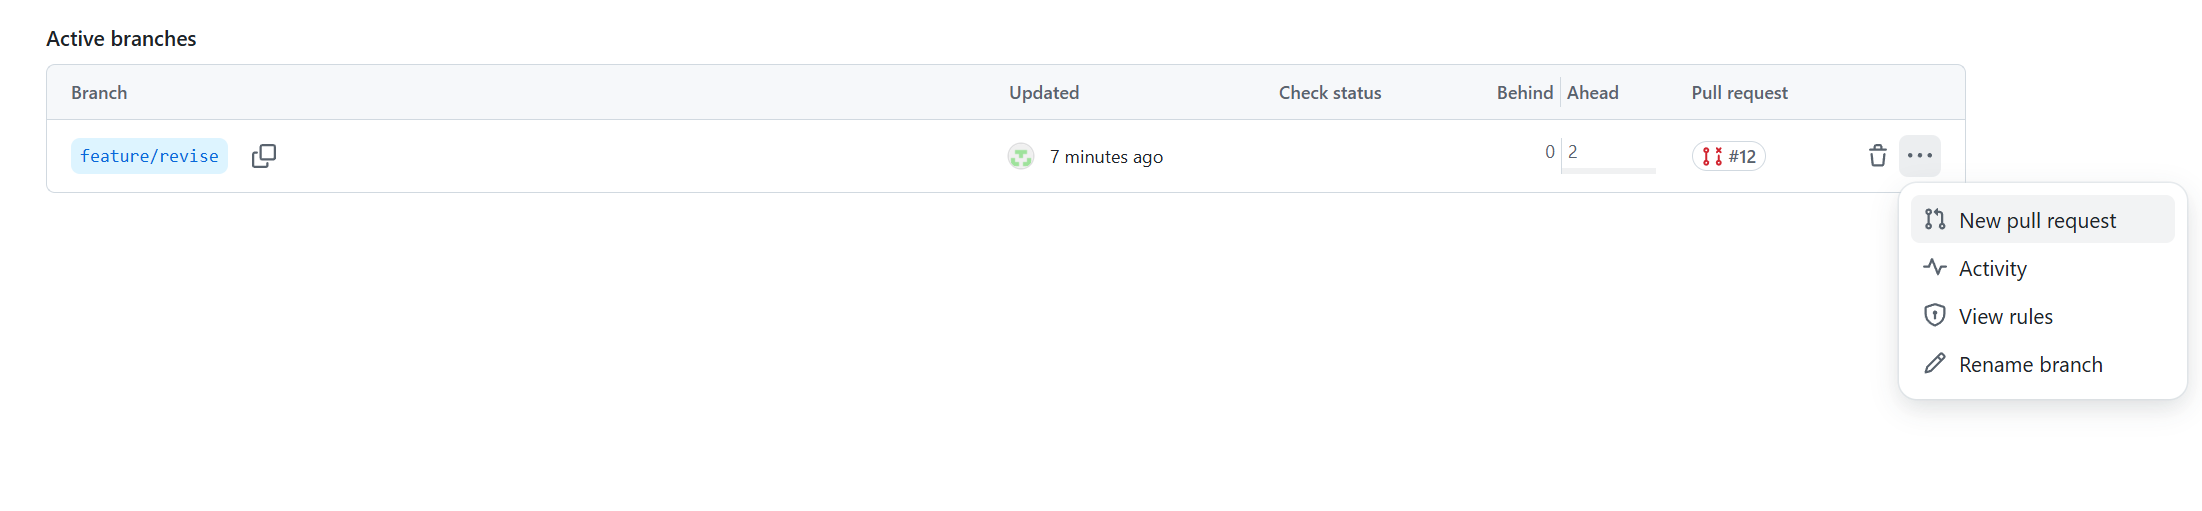 Active branches
Branch Updated Check status Behind Ahead Pull request
feature/revise 7 minutes ago 0 2 #12
New pull request
Activity
View rules
Rename branch